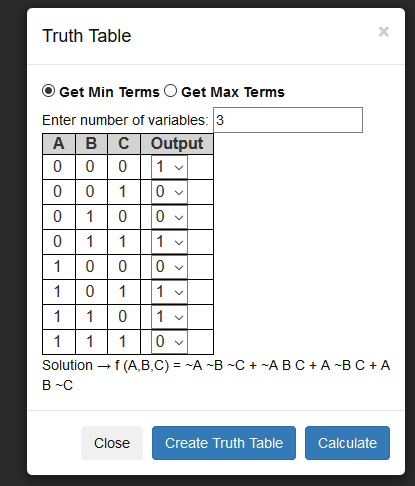 Truth Table ×
Get Min Terms Get Max Terms
Enter number of variables: 3
A B C Output
0 0 0 1
0 0 1 0
0 1 0 0
0 1 1 1
1 0 0 0
1 0 1 1
1 1 0 1
1 1 1 0
Solution → f (A,B,C) = ~A ~B ~C + ~A B C + A ~B C + A
B ~C
Close Create Truth Table Calculate